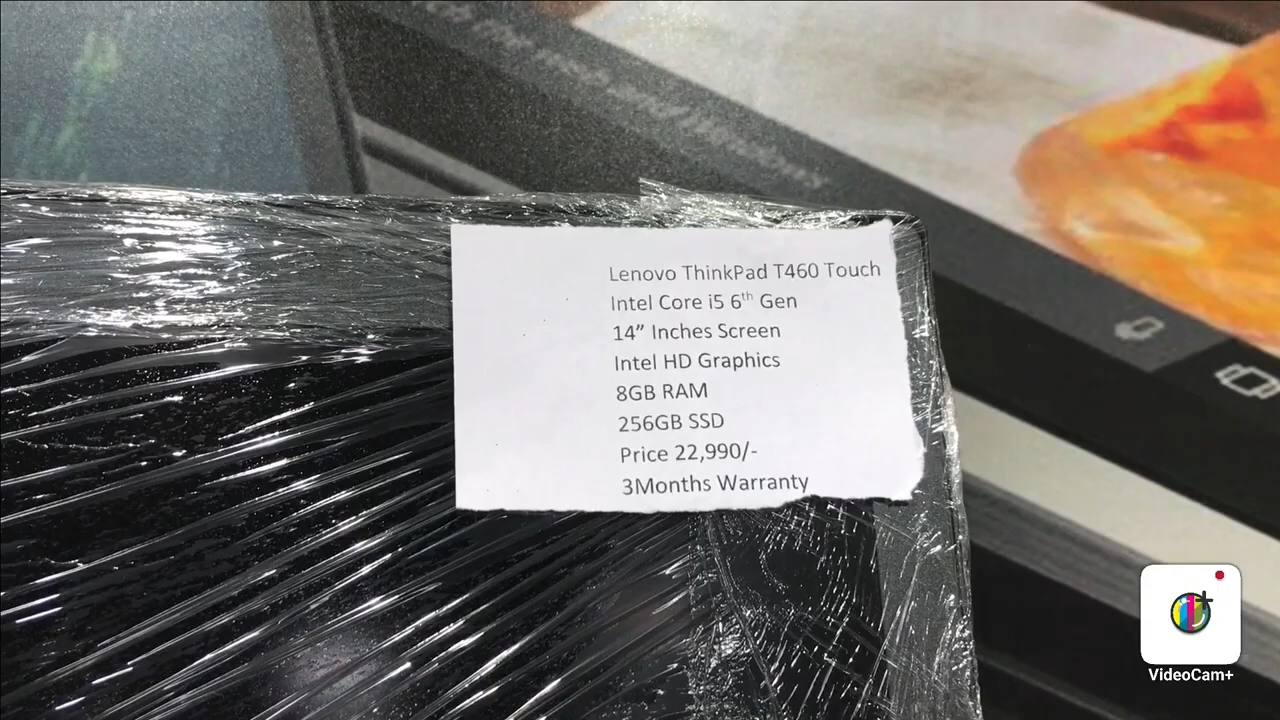 Lenovo ThinkPad T460 Touch
Intel Core i5 6th Gen
14” Inches Screen
Intel HD Graphics
8GB RAM
256GB SSD
Price 22,990/-
3Months Warranty
VideoCam+